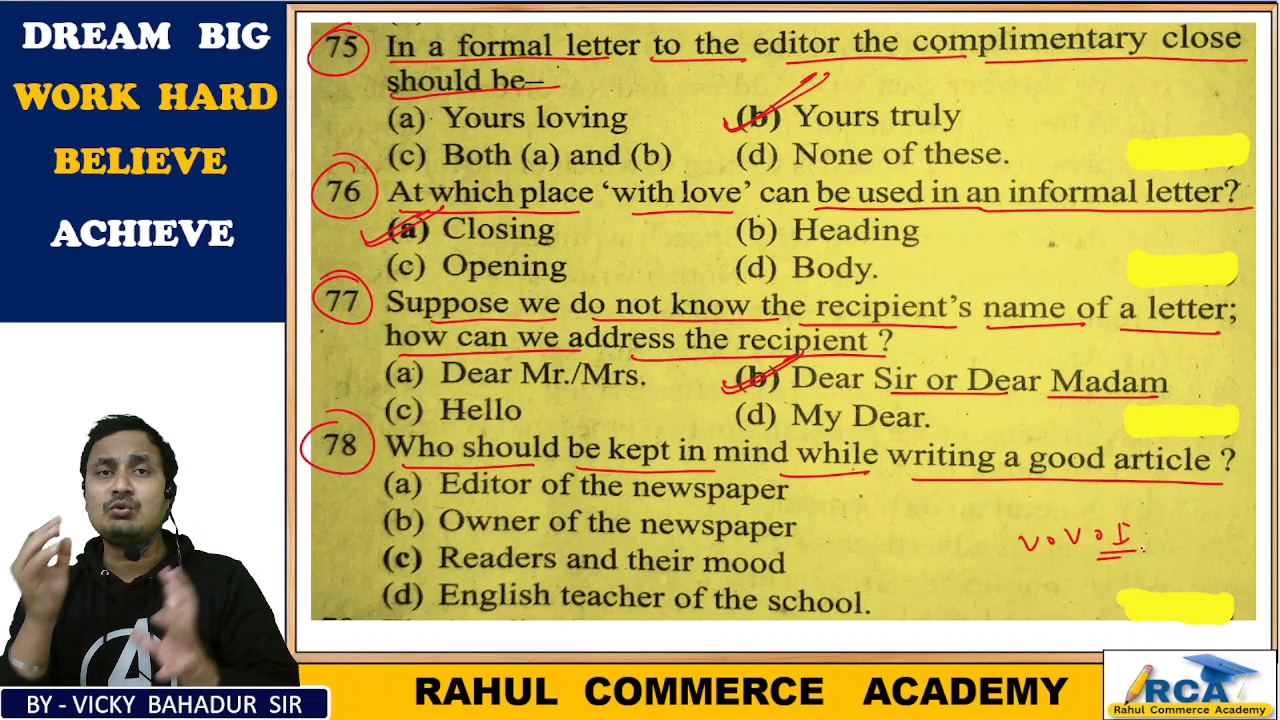 DREAM BIG
WORK HARD
BELIEVE
ACHIEVE
75 In a formal letter to the editor the complimentary close
should be–
(a) Yours loving (b) Yours truly
(c) Both (a) and (b) (d) None of these.
76 At which place ‘with love’ can be used in an informal letter?
(a) Closing (b) Heading
(c) Opening (d) Body.
77 Suppose we do not know the recipient’s name of a letter;
how can we address the recipient ?
(a) Dear Mr./Mrs. (b) Dear Sir or Dear Madam
(c) Hello (d) My Dear.
78 Who should be kept in mind while writing a good article ?
(a) Editor of the newspaper
(b) Owner of the newspaper
V.V.I.
(c) Readers and their mood
(d) English teacher of the school.
BY - VICKY BAHADUR SIR
RAHUL COMMERCE ACADEMY
RCA
Rahul Commerce Academy